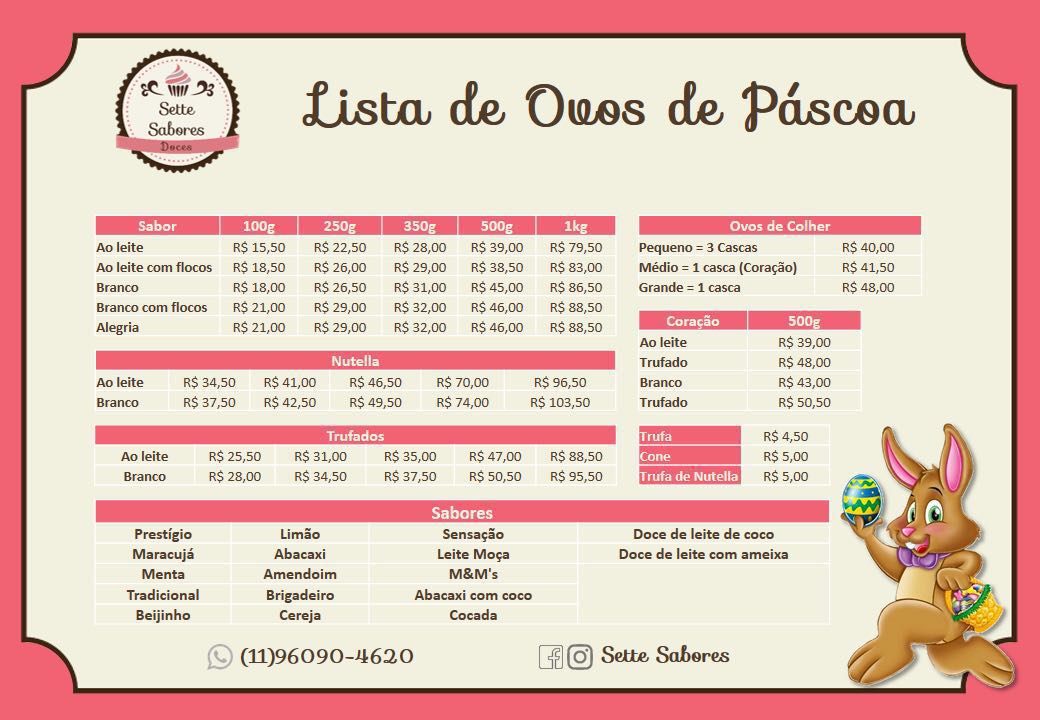 Sette
Sabores
Doces
Lista de Ovos de Páscoa
Sabor 100g 250g 350g 500g 1kg
Ao leite R$ 15,50 R$ 22,50 R$ 28,00 R$ 39,00 R$ 79,50
Ao leite com flocos R$ 18,50 R$ 26,00 R$ 29,00 R$ 38,50 R$ 83,00
Branco R$ 18,00 R$ 26,50 R$ 31,00 R$ 45,00 R$ 86,50
Branco com flocos R$ 21,00 R$ 29,00 R$ 32,00 R$ 46,00 R$ 88,50
Alegria R$ 21,00 R$ 29,00 R$ 32,00 R$ 46,00 R$ 88,50
Nutella
Ao leite R$ 34,50 R$ 41,00 R$ 46,50 R$ 70,00 R$ 96,50
Branco R$ 37,50 R$ 42,50 R$ 49,50 R$ 74,00 R$ 103,50
Trufados
Ao leite R$ 25,50 R$ 31,00 R$ 35,00 R$ 47,00 R$ 88,50
Branco R$ 28,00 R$ 34,50 R$ 37,50 R$ 50,50 R$ 95,50
Ovos de Colher
Pequeno = 3 Cascas R$ 40,00
Médio = 1 casca (Coração) R$ 41,50
Grande = 1 casca R$ 48,00
Coração 500g
Ao leite R$ 39,00
Trufado R$ 48,00
Branco R$ 43,00
Trufado R$ 50,50
Trufa R$ 4,50
Cone R$ 5,00
Trufa de Nutella R$ 5,00
Sabores
Prestígio Limão Sensação Doce de leite de coco
Maracujá Abacaxi Leite Moça Doce de leite com ameixa
Menta Amendoim M&M's
Tradicional Brigadeiro Abacaxi com coco
Beijinho Cereja Cocada
(11)96090-4620
Sette Sabores